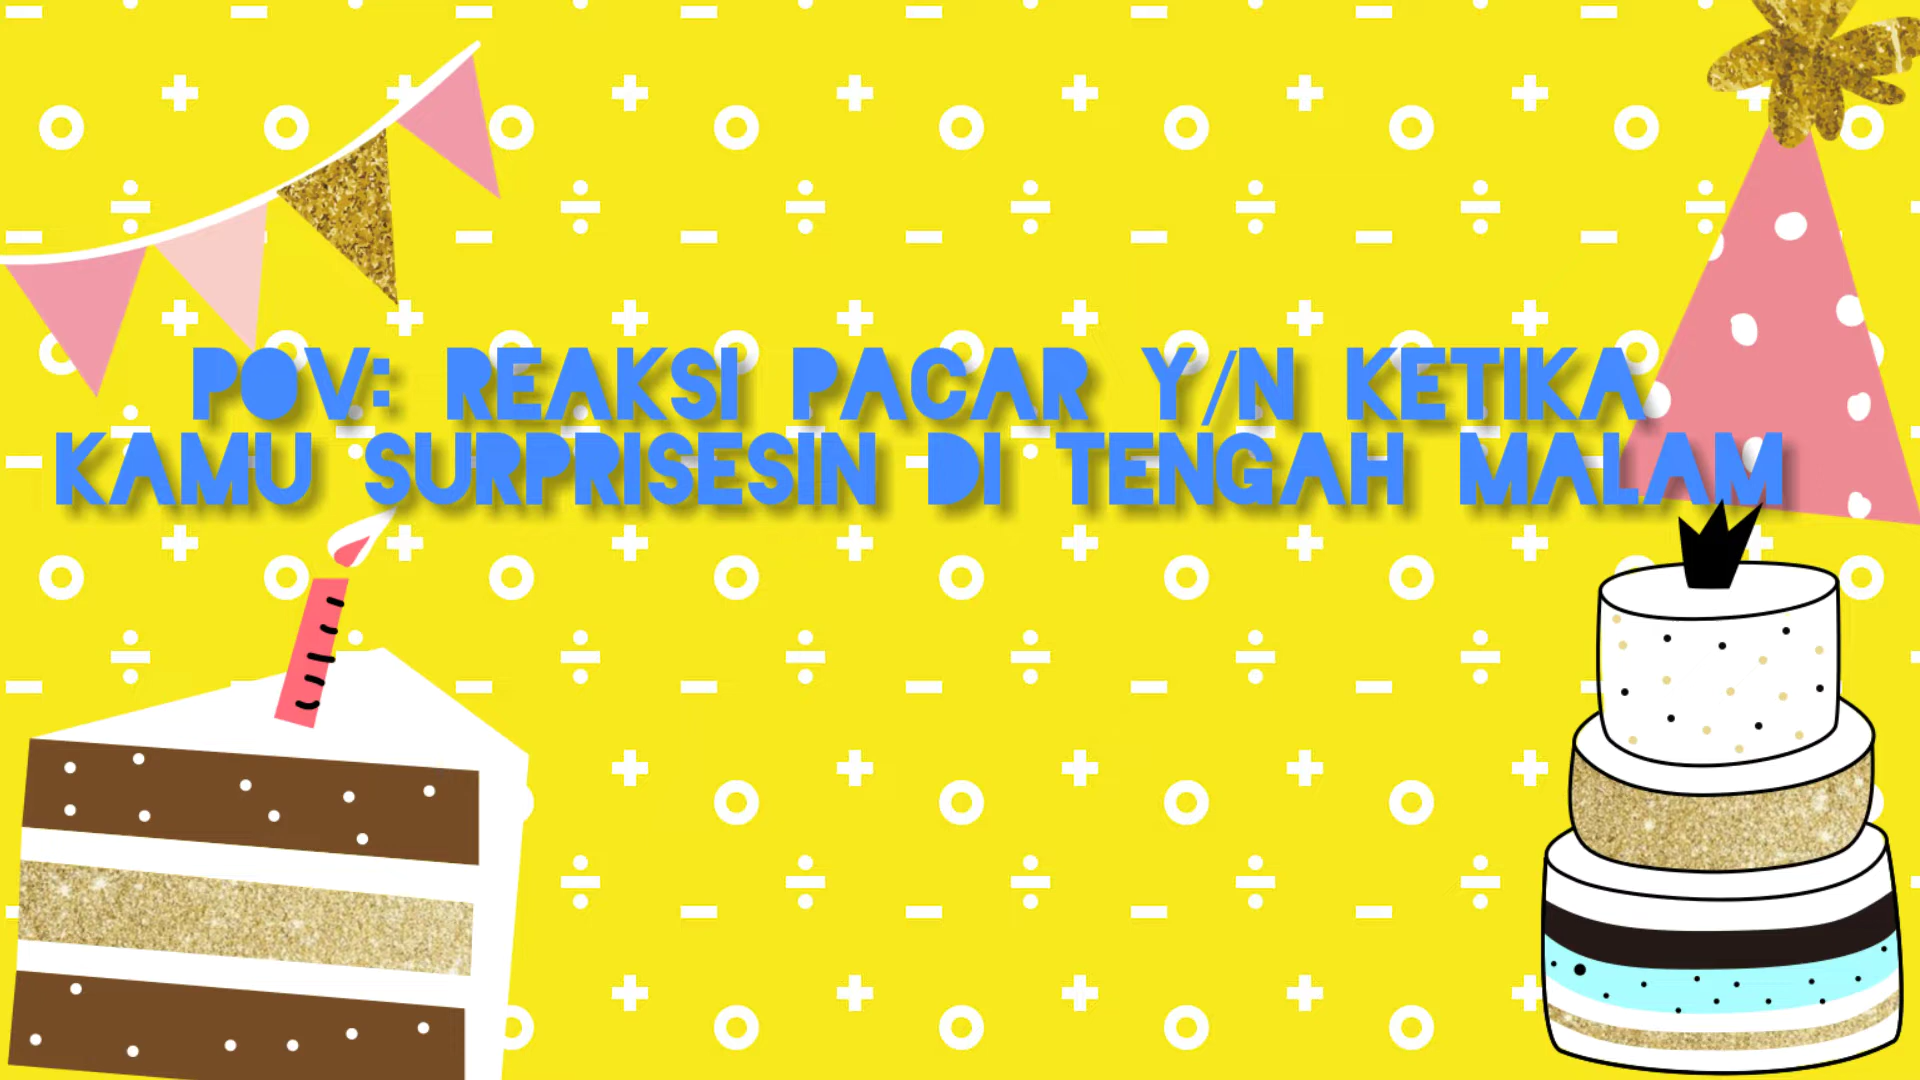 POV: REAKSI PACAR Y/N KETIKA
KAMU SURPRISESIN DI TENGAH MALAM